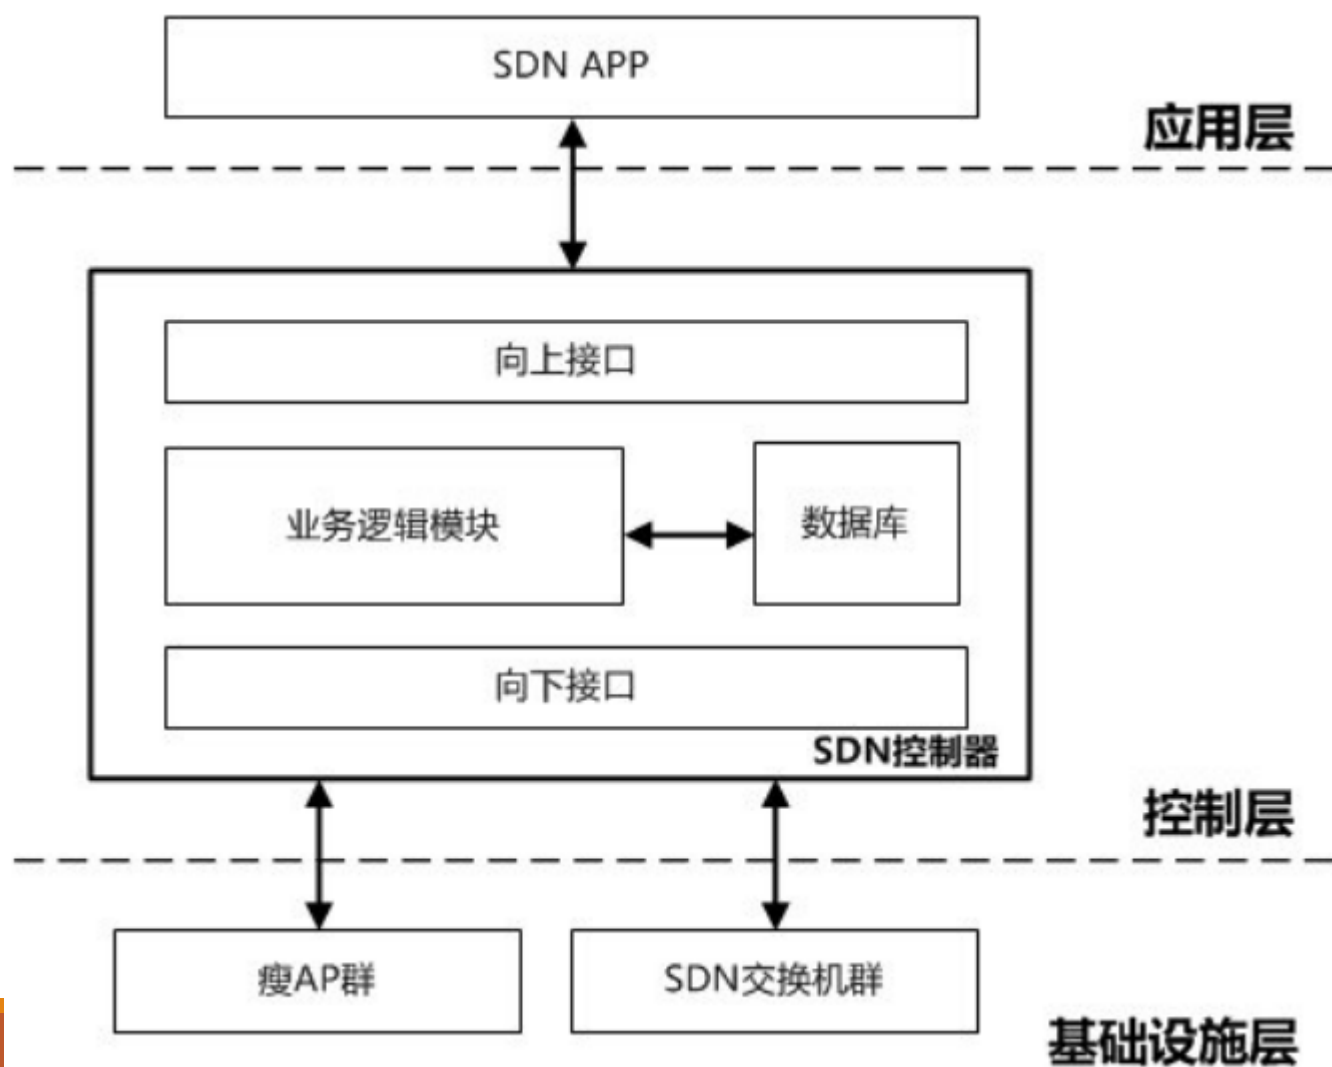 SDN APP
应用层
向上接口
业务逻辑模块
数据库
向下接口
SDN控制器
控制层
瘦AP群
SDN交换机群
基础设施层